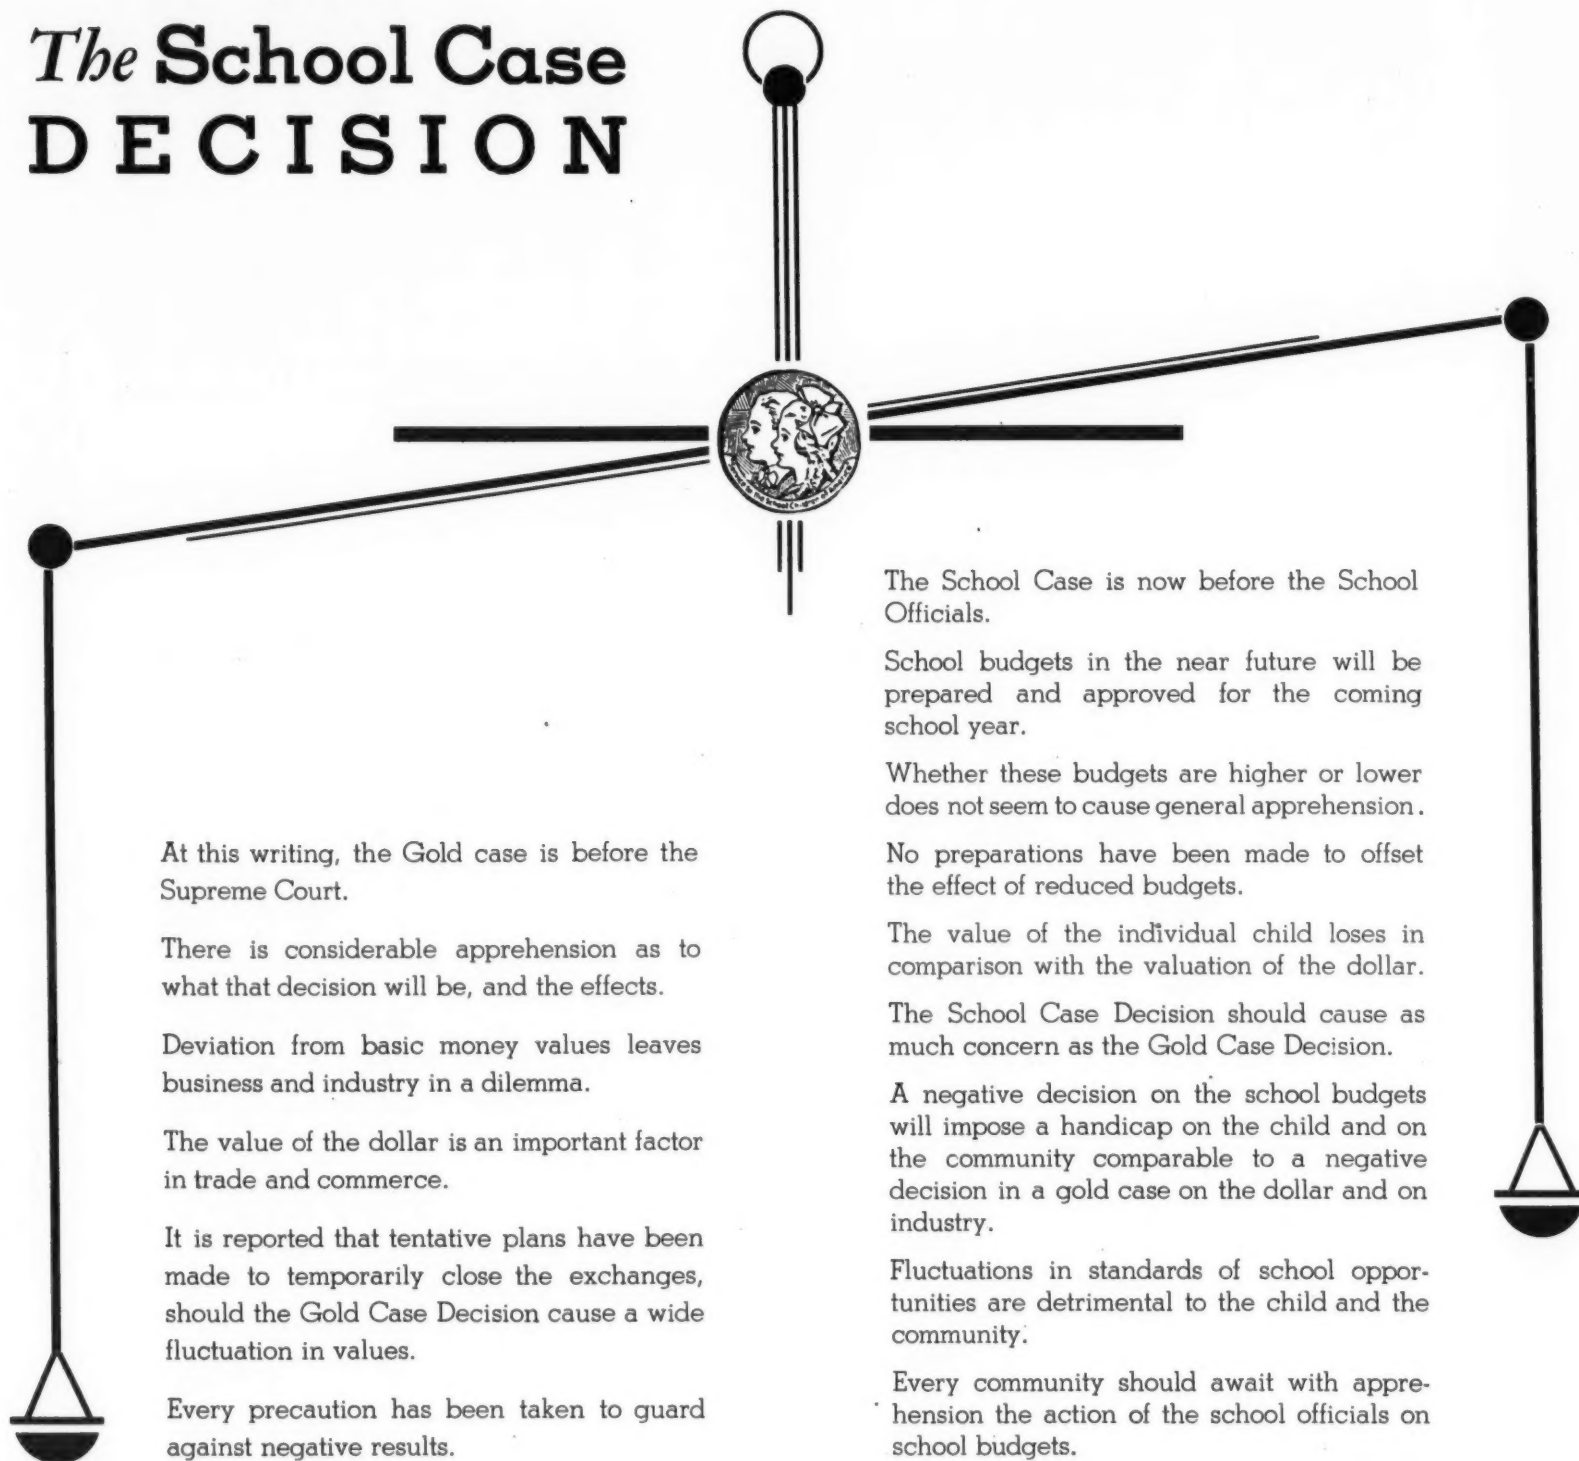 The School Case
DECISION
Service to the School Children of America
At this writing, the Gold case is before the
Supreme Court.
There is considerable apprehension as to
what that decision will be, and the effects.
Deviation from basic money values leaves
business and industry in a dilemma.
The value of the dollar is an important factor
in trade and commerce.
It is reported that tentative plans have been
made to temporarily close the exchanges,
should the Gold Case Decision cause a wide
fluctuation in values.
Every precaution has been taken to guard
against negative results.
The School Case is now before the School
Officials.
School budgets in the near future will be
prepared and approved for the coming
school year.
Whether these budgets are higher or lower
does not seem to cause general apprehension.
No preparations have been made to offset
the effect of reduced budgets.
The value of the individual child loses in
comparison with the valuation of the dollar.
The School Case Decision should cause as
much concern as the Gold Case Decision.
A negative decision on the school budgets
will impose a handicap on the child and on
the community comparable to a negative
decision in a gold case on the dollar and on
industry.
Fluctuations in standards of school oppor-
tunities are detrimental to the child and the
community.
Every community should await with appre-
hension the action of the school officials on
school budgets.